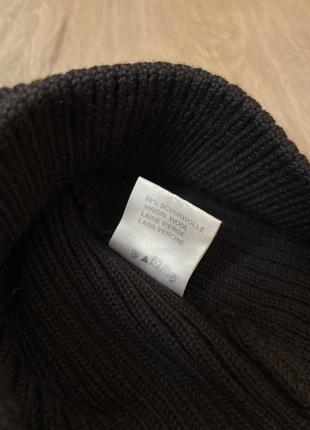 50% SCHURWOLLE
VIRGIN WOOL
LAINE VIERGE
LANA VERGINE